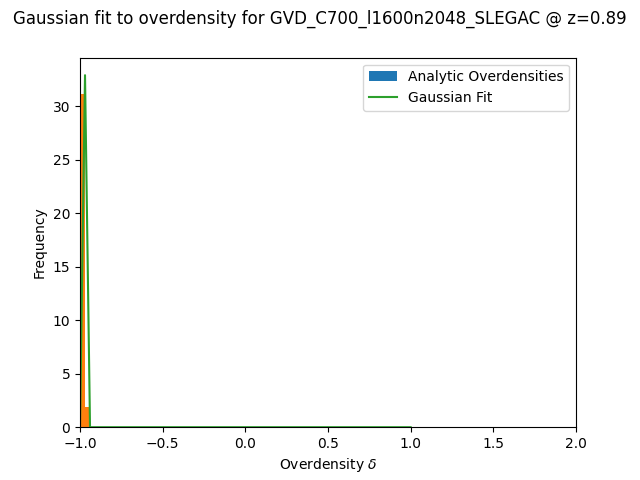 Gaussian fit to overdensity for GVD_C700_l1600n2048_SLEGAC @ z=0.89
Analytic Overdensities
Gaussian Fit
Frequency
30
25
20
15
10
5
0
−1.0 −0.5 0.0 0.5 1.0 1.5 2.0
Overdensity δ